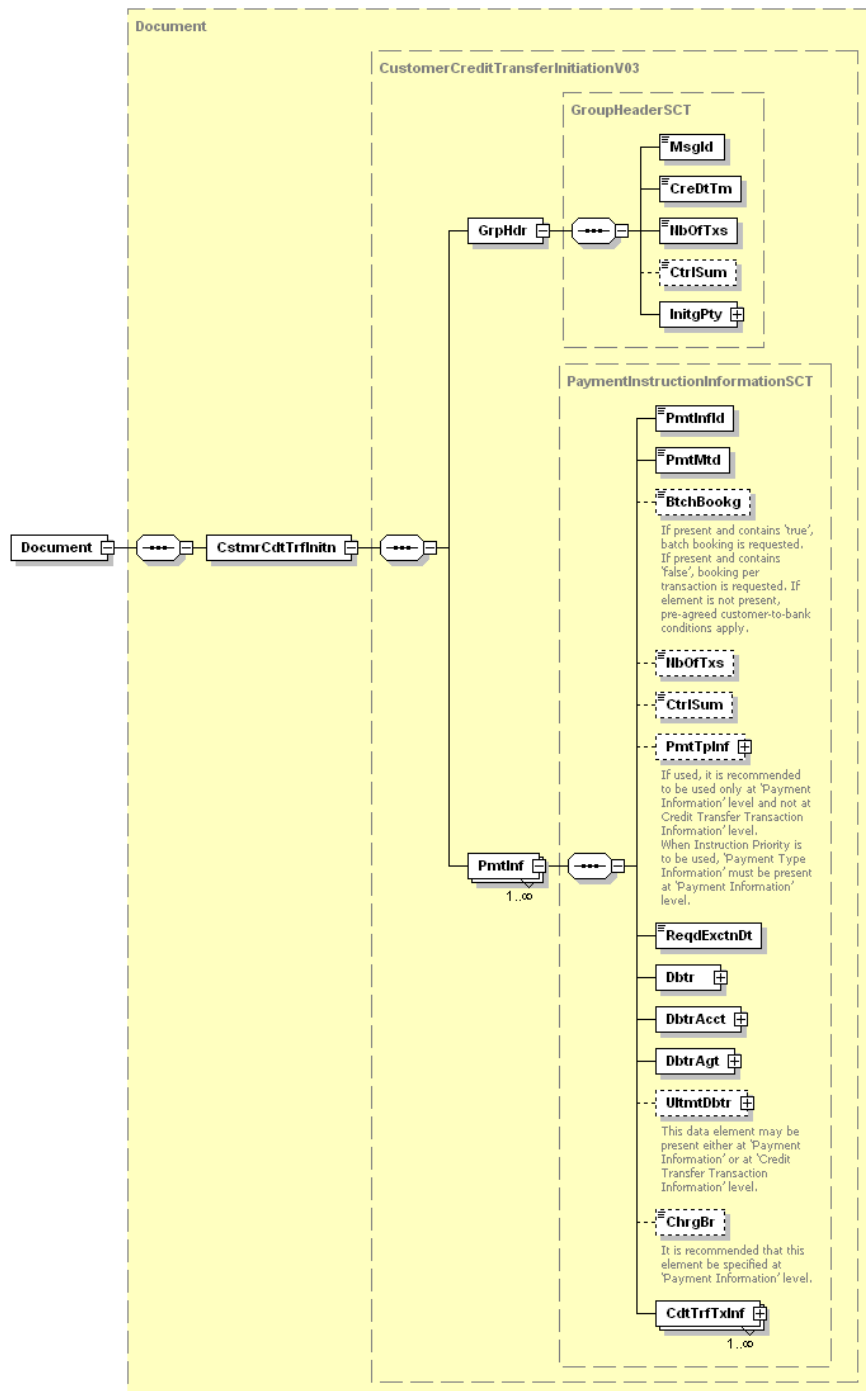 Document
CustomerCreditTransferInitiationV03
GroupHeaderSCT
MsgId
CreDtTm
GrpHdr
NbOfTxs
CtrlSum
InitgPty
PaymentInstructionInformationSCT
PmtInfId
PmtMtd
BtchBookg
If present and contains 'true',
batch booking is requested.
If present and contains
'false', booking per
transaction is requested. If
element is not present,
pre-agreed customer-to-bank
conditions apply.
Document
CstmrCdtTrfInitn
NbOfTxs
CtrlSum
PmtTpInf
If used, it is recommended
to be used only at 'Payment
Information' level and not at
Credit Transfer Transaction
Information' level.
When Instruction Priority is
to be used, 'Payment Type
Information' must be present
at 'Payment Information'
level.
PmtInf
1..∞
ReqdExctnDt
Dbtr
DbtrAcct
DbtrAgt
UltmtDbtr
This data element may be
present either at 'Payment
Information' or at 'Credit
Transfer Transaction
Information' level.
ChrgBr
It is recommended that this
element be specified at
'Payment Information' level.
CdtTrfTxInf
1..∞